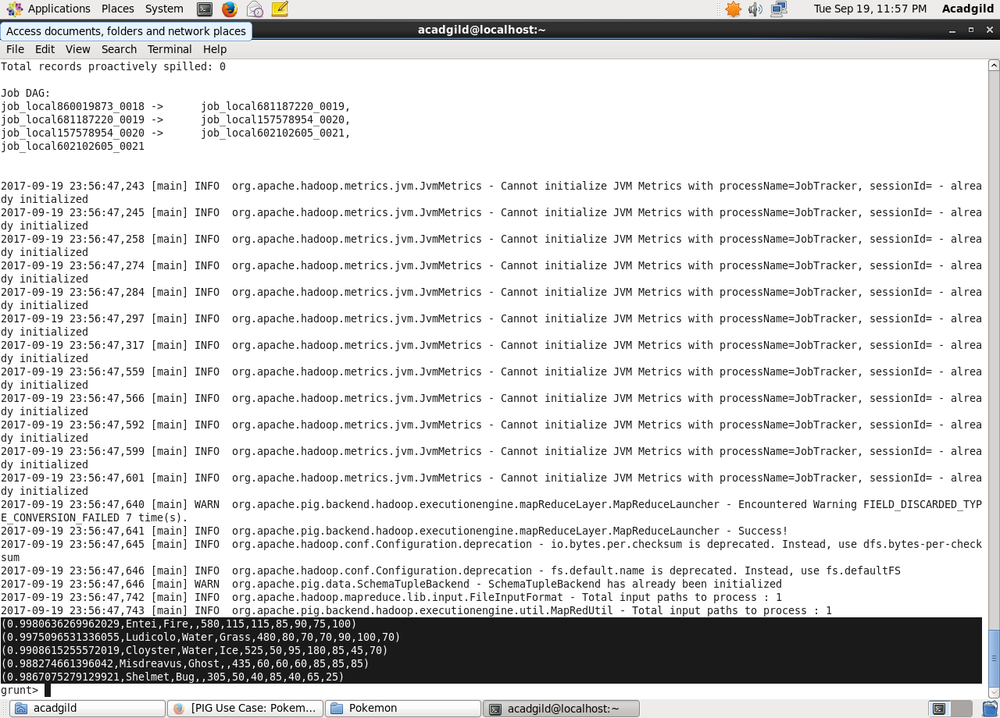 Applications Places System Tue Sep 19, 11:57 PM Acadgild
Access documents, folders and network places
acadgild@localhost:~
File Edit View Search Terminal Help
Total records proactively spilled: 0
Job DAG:
job_local860019873_0018 -> job_local681187220_0019,
job_local681187220_0019 -> job_local157578954_0020,
job_local157578954_0020 -> job_local602102605_0021,
job_local602102605_0021
2017-09-19 23:56:47,243 [main] INFO org.apache.hadoop.metrics.jvm.JvmMetrics - Cannot initialize JVM Metrics with processName=JobTracker, sessionId= - alrea
dy initialized
2017-09-19 23:56:47,245 [main] INFO org.apache.hadoop.metrics.jvm.JvmMetrics - Cannot initialize JVM Metrics with processName=JobTracker, sessionId= - alrea
dy initialized
2017-09-19 23:56:47,258 [main] INFO org.apache.hadoop.metrics.jvm.JvmMetrics - Cannot initialize JVM Metrics with processName=JobTracker, sessionId= - alrea
dy initialized
2017-09-19 23:56:47,274 [main] INFO org.apache.hadoop.metrics.jvm.JvmMetrics - Cannot initialize JVM Metrics with processName=JobTracker, sessionId= - alrea
dy initialized
2017-09-19 23:56:47,284 [main] INFO org.apache.hadoop.metrics.jvm.JvmMetrics - Cannot initialize JVM Metrics with processName=JobTracker, sessionId= - alrea
dy initialized
2017-09-19 23:56:47,297 [main] INFO org.apache.hadoop.metrics.jvm.JvmMetrics - Cannot initialize JVM Metrics with processName=JobTracker, sessionId= - alrea
dy initialized
2017-09-19 23:56:47,317 [main] INFO org.apache.hadoop.metrics.jvm.JvmMetrics - Cannot initialize JVM Metrics with processName=JobTracker, sessionId= - alrea
dy initialized
2017-09-19 23:56:47,559 [main] INFO org.apache.hadoop.metrics.jvm.JvmMetrics - Cannot initialize JVM Metrics with processName=JobTracker, sessionId= - alrea
dy initialized
2017-09-19 23:56:47,566 [main] INFO org.apache.hadoop.metrics.jvm.JvmMetrics - Cannot initialize JVM Metrics with processName=JobTracker, sessionId= - alrea
dy initialized
2017-09-19 23:56:47,592 [main] INFO org.apache.hadoop.metrics.jvm.JvmMetrics - Cannot initialize JVM Metrics with processName=JobTracker, sessionId= - alrea
dy initialized
2017-09-19 23:56:47,599 [main] INFO org.apache.hadoop.metrics.jvm.JvmMetrics - Cannot initialize JVM Metrics with processName=JobTracker, sessionId= - alrea
dy initialized
2017-09-19 23:56:47,601 [main] INFO org.apache.hadoop.metrics.jvm.JvmMetrics - Cannot initialize JVM Metrics with processName=JobTracker, sessionId= - alrea
dy initialized
2017-09-19 23:56:47,640 [main] WARN org.apache.pig.backend.hadoop.executionengine.mapReduceLayer.MapReduceLauncher - Encountered Warning FIELD_DISCARDED_TYP
E_CONVERSION_FAILED 7 time(s).
2017-09-19 23:56:47,641 [main] INFO org.apache.pig.backend.hadoop.executionengine.mapReduceLayer.MapReduceLauncher - Success!
2017-09-19 23:56:47,645 [main] INFO org.apache.hadoop.conf.Configuration.deprecation - io.bytes.per.checksum is deprecated. Instead, use dfs.bytes-per-check
sum
2017-09-19 23:56:47,646 [main] INFO org.apache.hadoop.conf.Configuration.deprecation - fs.default.name is deprecated. Instead, use fs.defaultFS
2017-09-19 23:56:47,646 [main] WARN org.apache.pig.data.SchemaTupleBackend - SchemaTupleBackend has already been initialized
2017-09-19 23:56:47,742 [main] INFO org.apache.hadoop.mapreduce.lib.input.FileInputFormat - Total input paths to process : 1
2017-09-19 23:56:47,743 [main] INFO org.apache.pig.backend.hadoop.executionengine.util.MapRedUtil - Total input paths to process : 1
(0.9980636269962029,Entei,Fire,,580,115,115,85,90,75,100)
(0.9975096531336055,Ludicolo,Water,Grass,480,80,70,70,90,100,70)
(0.9908615255572019,Cloyster,Water,Ice,525,50,95,180,85,45,70)
(0.988274661396042,Misdreavus,Ghost,,435,60,60,60,85,85,85)
(0.9867075279129921,Shelmet,Bug,,305,50,40,85,40,65,25)
grunt>
acadgild [PIG Use Case: Pokem... Pokemon acadgild@localhost:~